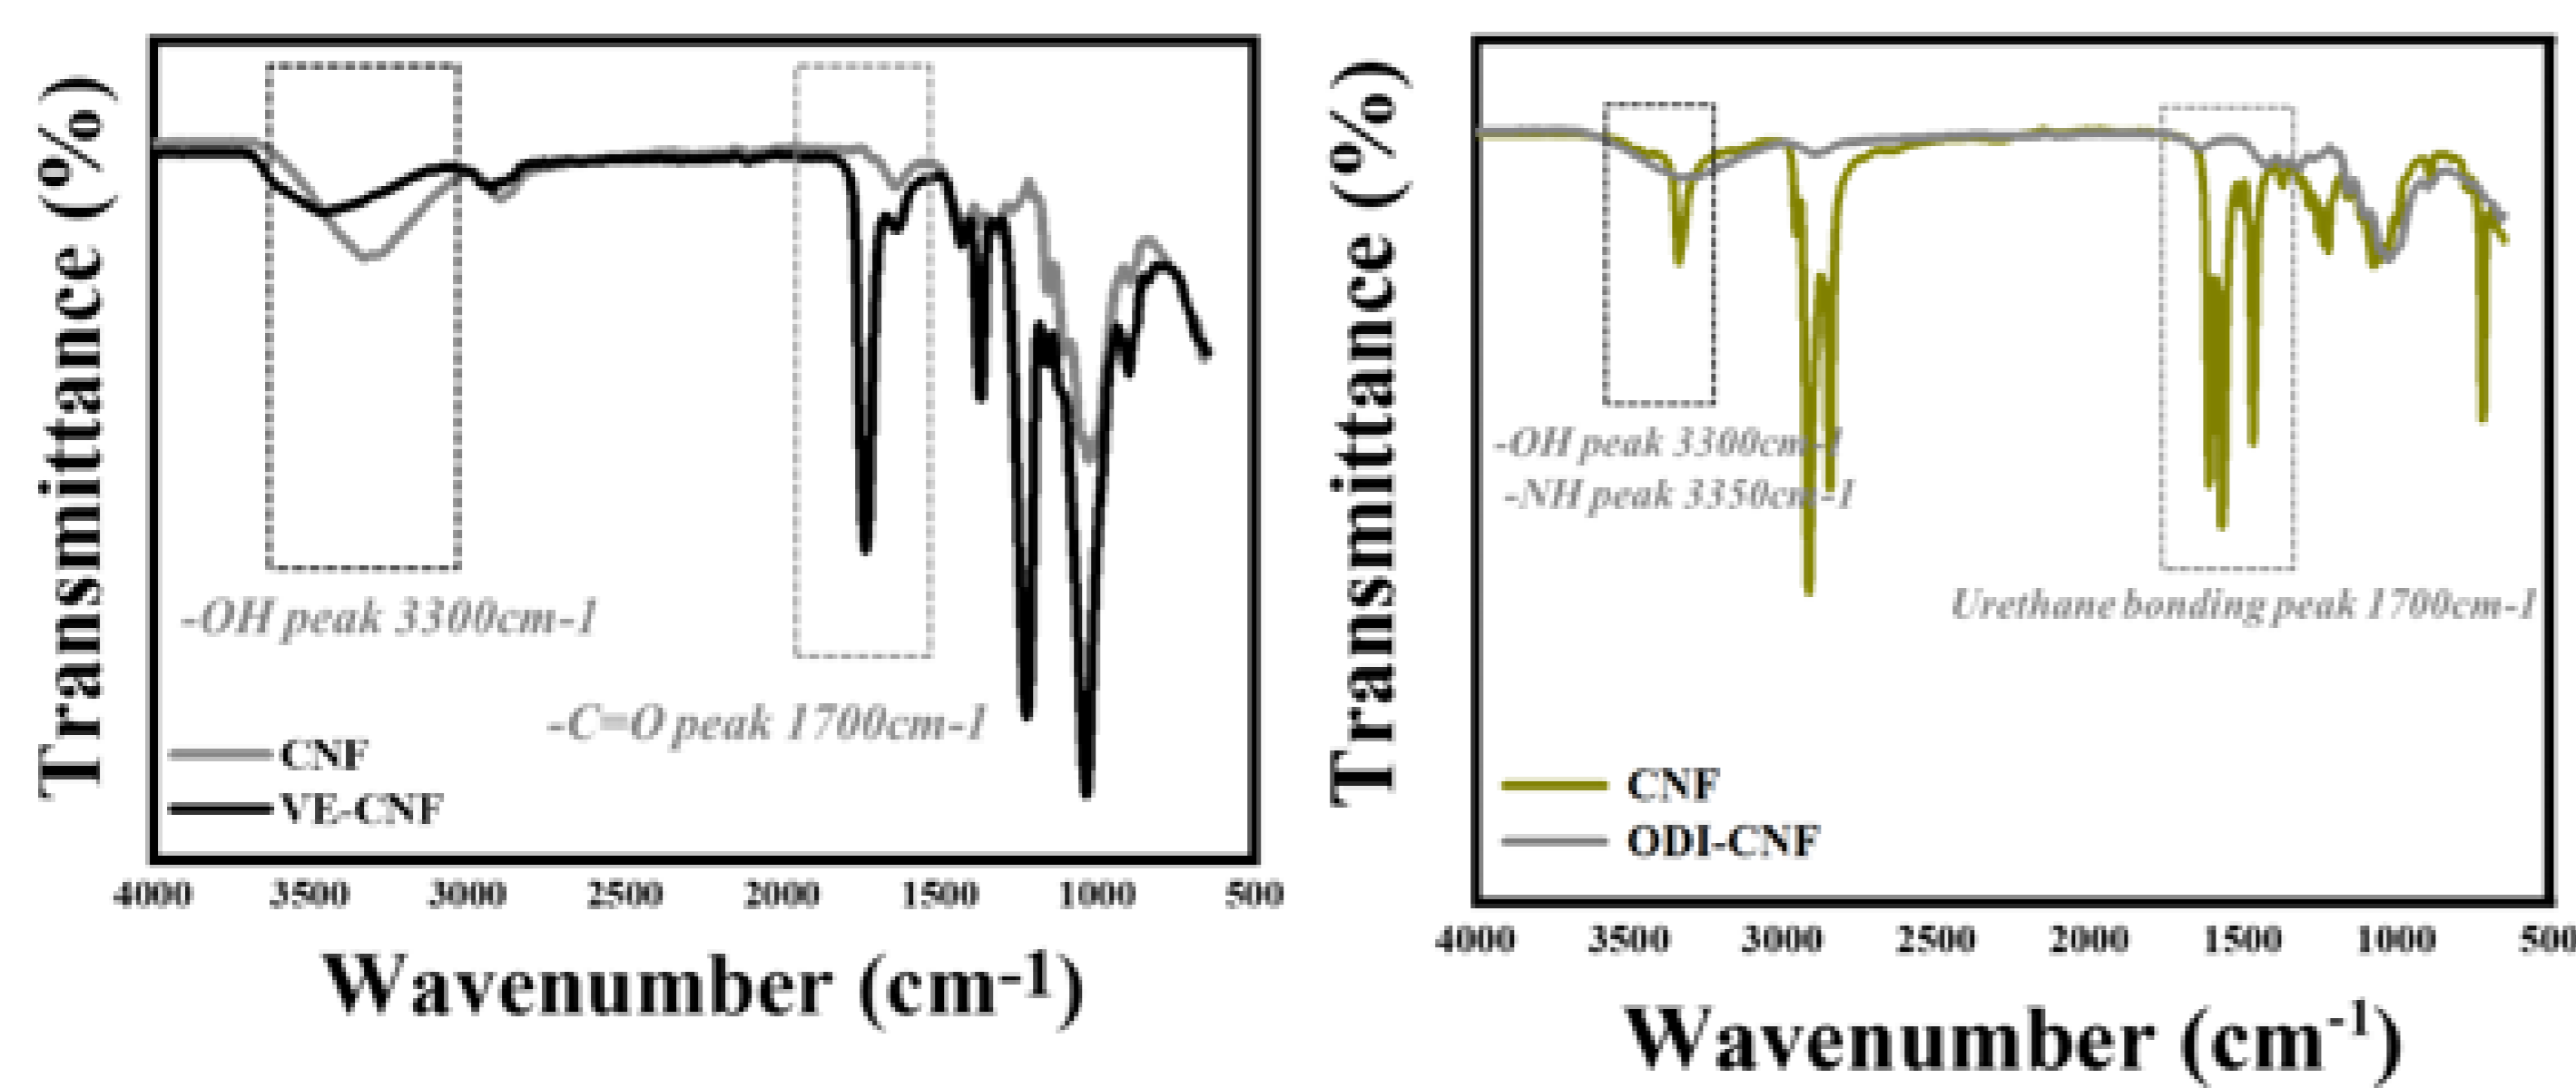 Transmittance (%)
-OH peak 3300cm-1
-C=O peak 1700cm-1
CNF
VE-CNF
4000 3500 3000 2500 2000 1500 1000 500
Wavenumber (cm-1)
Transmittance (%)
-OH peak 3300cm-1
-NH peak 3350cm-1
Urethane bonding peak 1700cm-1
CNF
ODI-CNF
4000 3500 3000 2500 2000 1500 1000 500
Wavenumber (cm-1)